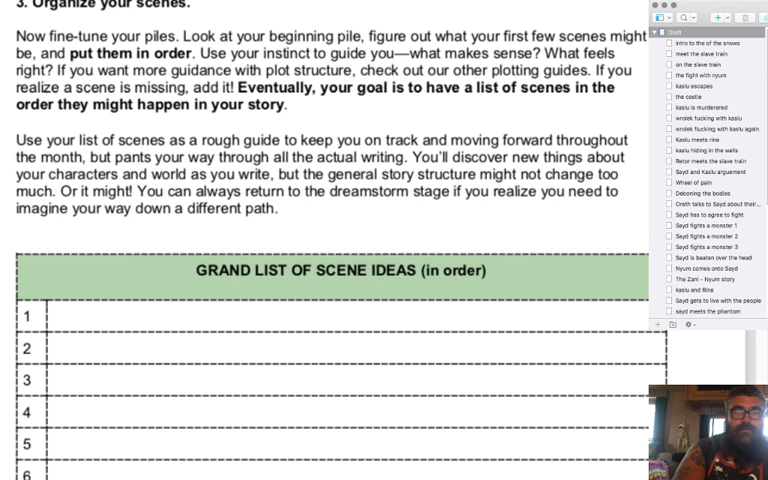 3. Organize your scenes.
Now fine-tune your piles. Look at your beginning pile, figure out what your first few scenes might
be, and put them in order. Use your instinct to guide you—what makes sense? What feels
right? If you want more guidance with plot structure, check out our other plotting guides. If you
realize a scene is missing, add it! Eventually, your goal is to have a list of scenes in the
order they might happen in your story.
Use your list of scenes as a rough guide to keep you on track and moving forward throughout
the month, but pants your way through all the actual writing. You'll discover new things about
your characters and world as you write, but the general story structure might not change too
much. Or it might! You can always return to the dreamstorm stage if you realize you need to
imagine your way down a different path.
GRAND LIST OF SCENE IDEAS (in order)
1
2
3
4
5
6
Draft
intro to the of the snows
meet the slave train
on the slave train
the fight with nyum
kaslu escapes
the castle
kaslu is murderered
wrolek fucking with kaslu
wrolek flucking with kaslu again
Kaslu meets rina
kaslu hiding in the walls
Retor meets the slave train
Sayd and Kaslu arguement
Wheel of pain
Deboning the bodies
Oreth talks to Sayd about their...
Sayd has to agree to fight
Sayd fights a monster 1
Sayd fights a monster 2
Sayd fights a monster 3
Sayd is beaten over the head
Nyum comes onto Sayd
The Zani - Nyum story
kaslu and Rina
Sayd gets to live with the people
sayd meets the phantom